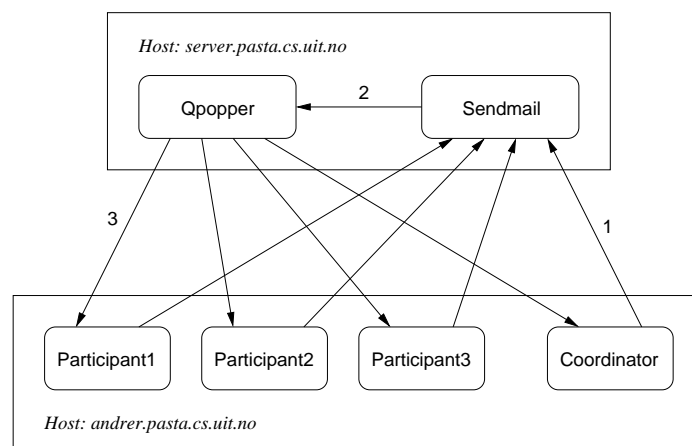 Host: server.pasta.cs.uit.no
Qpopper
2
Sendmail
3
1
Participant1
Participant2
Participant3
Coordinator
Host: andrer.pasta.cs.uit.no